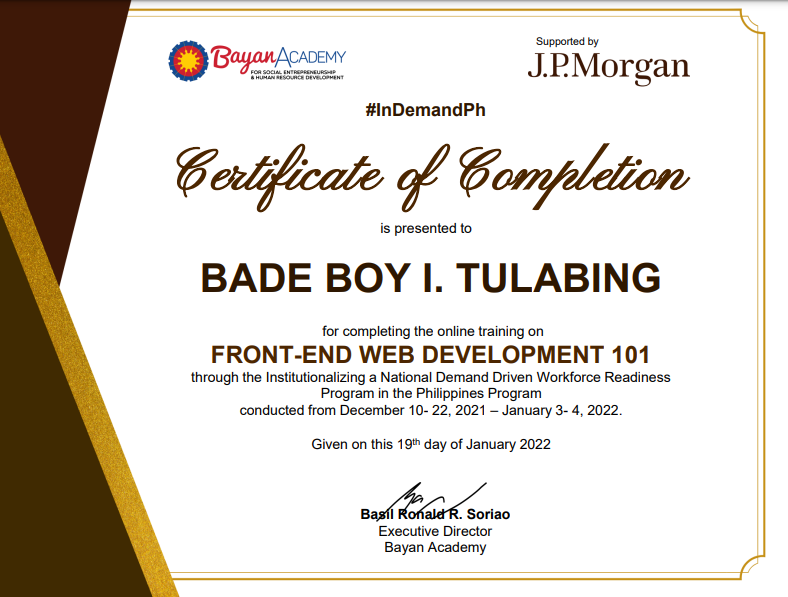 Bayan ACADEMY
FOR SOCIAL ENTREPRENEURSHIP
& HUMAN RESOURCE DEVELOPMENT
Supported by
J.P.Morgan
#InDemandPh
Certificate of Completion
is presented to
BADE BOY I. TULABING
for completing the online training on
FRONT-END WEB DEVELOPMENT 101
through the Institutionalizing a National Demand Driven Workforce Readiness
Program in the Philippines Program
conducted from December 10- 22, 2021 – January 3- 4, 2022.
Given on this 19th day of January 2022
Basil Ronald R. Soriao
Executive Director
Bayan Academy